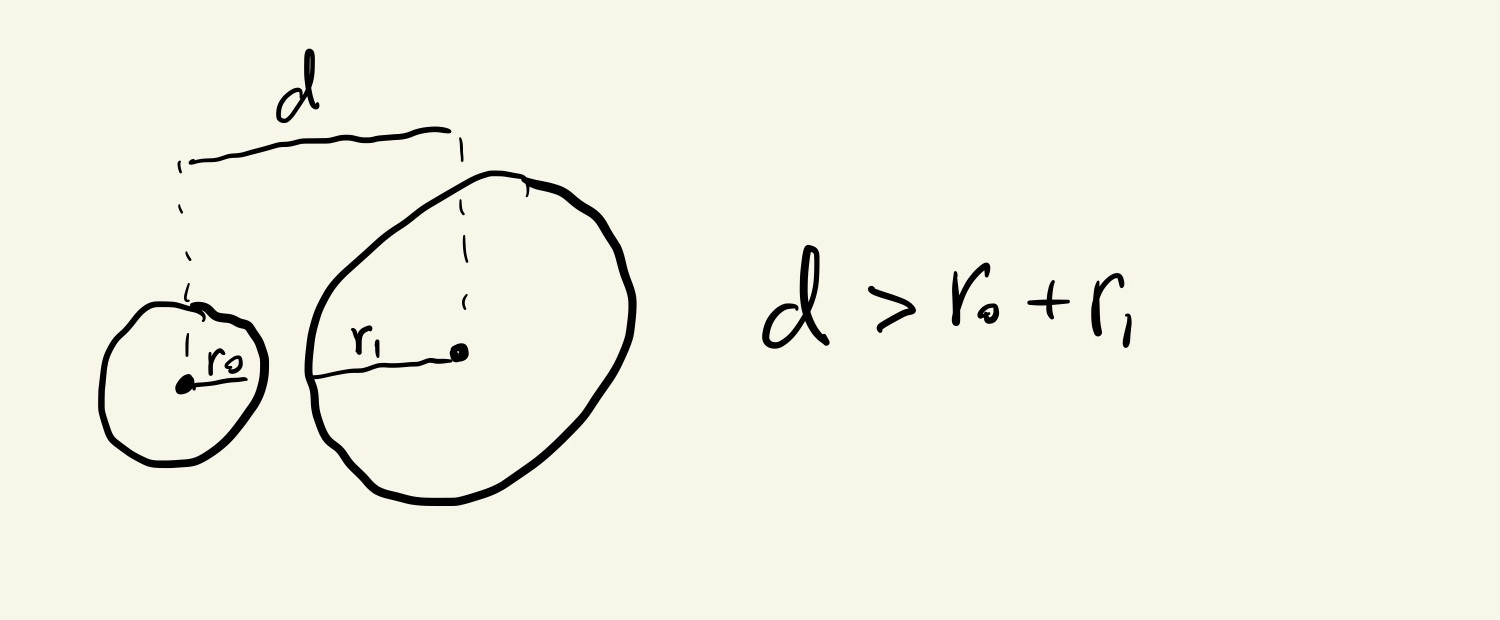 d
r₁
r₀
d > r₀ + r₁